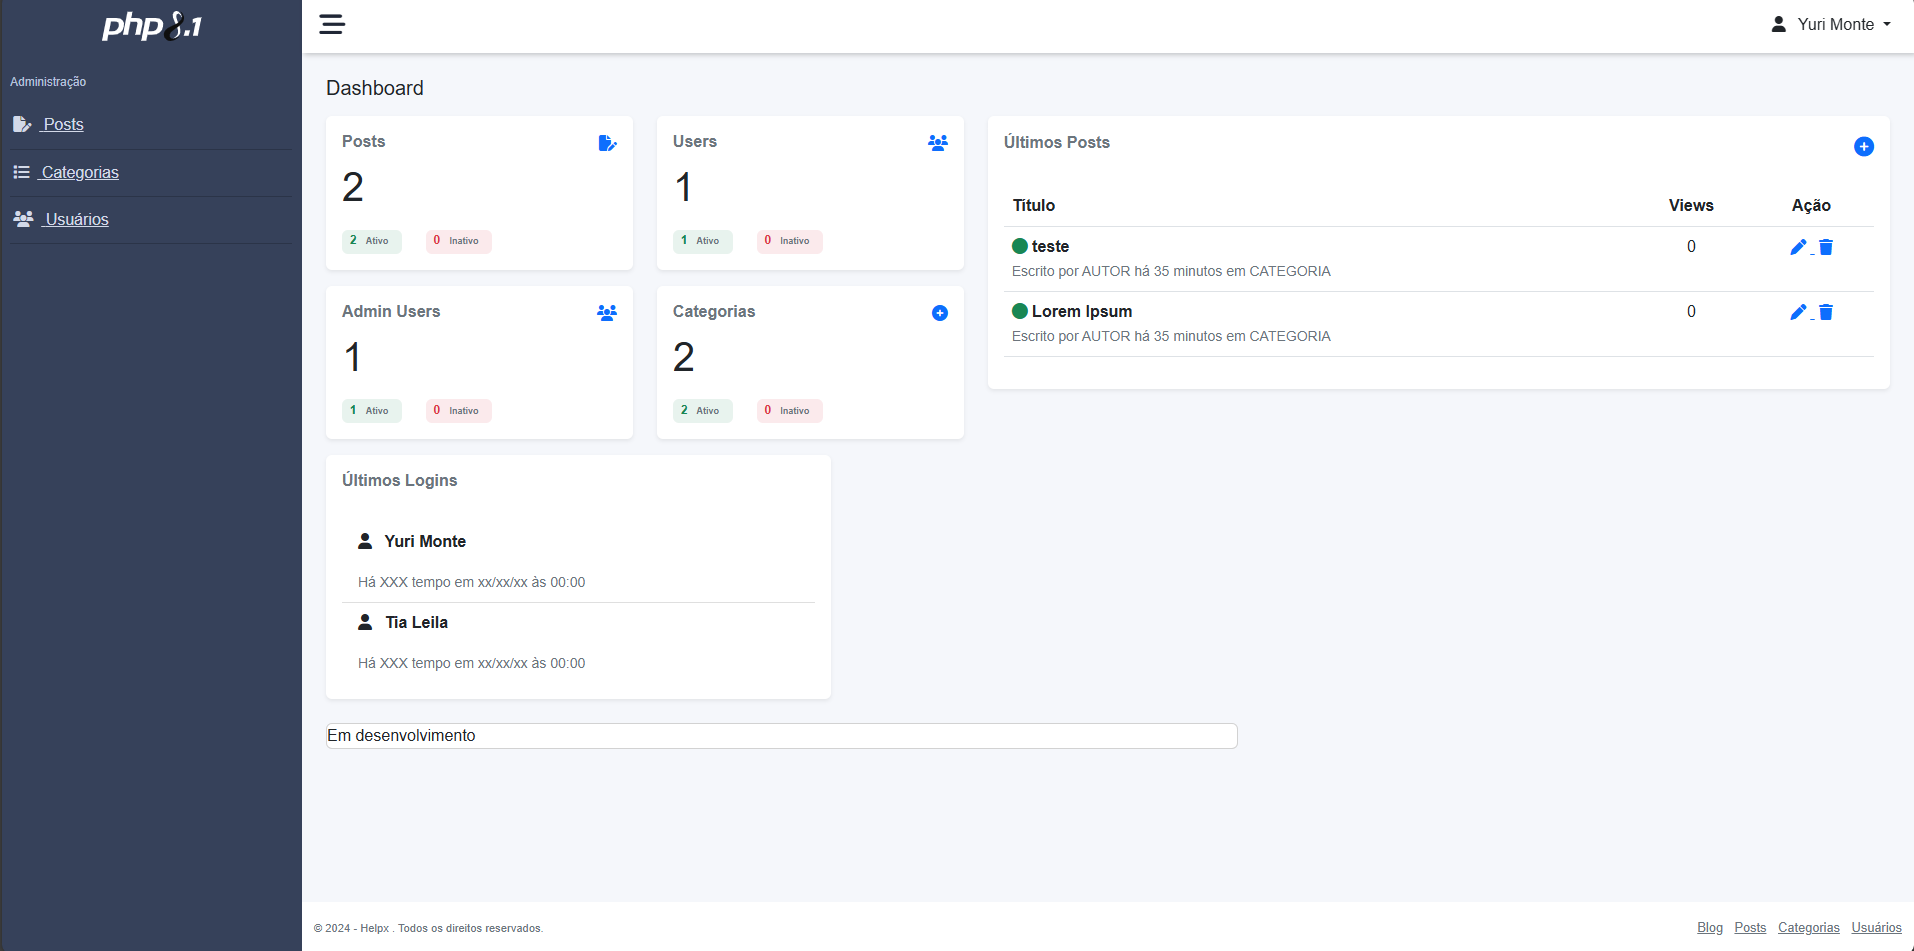 php8.1
Yuri Monte
Administração
Posts
Categorias
Usuários
Dashboard
Posts
2
2 Ativo 0 Inativo
Users
1
1 Ativo 0 Inativo
Admin Users
1
1 Ativo 0 Inativo
Categorias
2
2 Ativo 0 Inativo
Últimos Posts
Título Views Ação
teste 0
Escrito por AUTOR há 35 minutos em CATEGORIA
Lorem Ipsum 0
Escrito por AUTOR há 35 minutos em CATEGORIA
Últimos Logins
Yuri Monte
Há XXX tempo em xx/xx/xx às 00:00
Tia Leila
Há XXX tempo em xx/xx/xx às 00:00
Em desenvolvimento
© 2024 - Helpx . Todos os direitos reservados.
Blog Posts Categorias Usuários